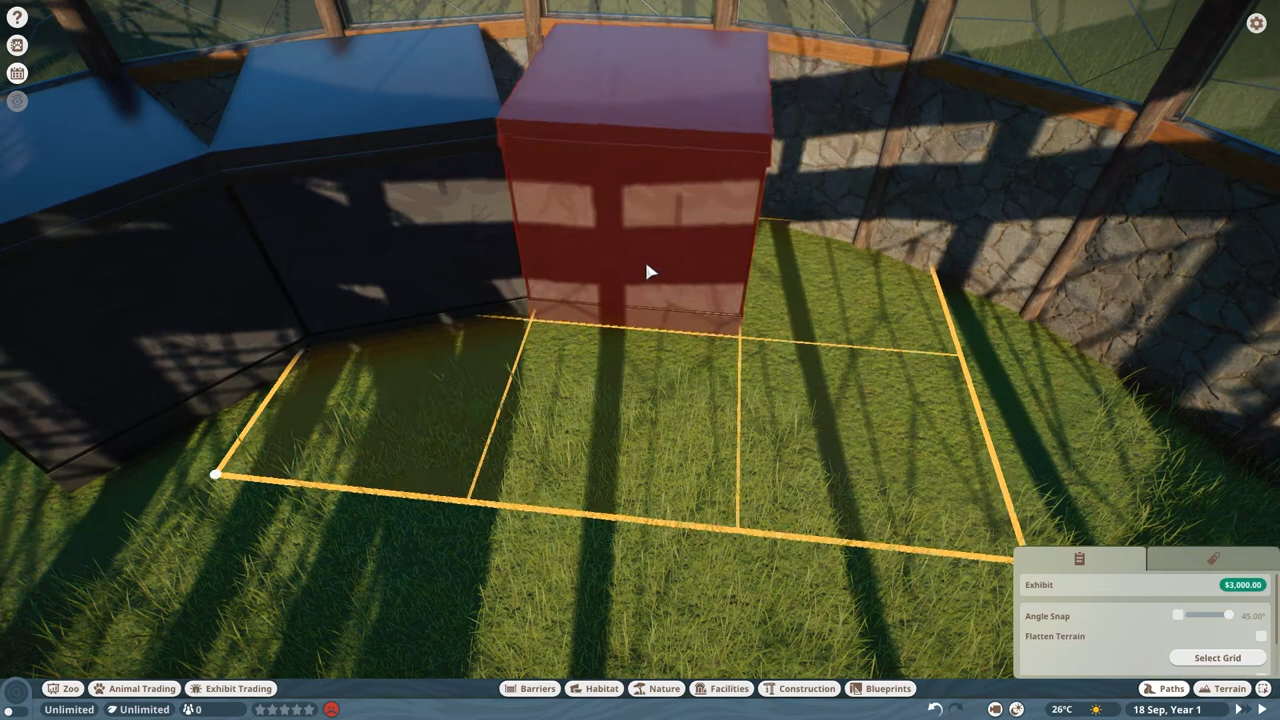 ?
Exhibit
$3,000.00
Angle Snap
45.00°
Flatten Terrain
Select Grid
Zoo
Animal Trading
Exhibit Trading
Barriers
Habitat
Nature
Facilities
Construction
Blueprints
Paths
Terrain
Unlimited
Unlimited
0
26°C
18 Sep, Year 1